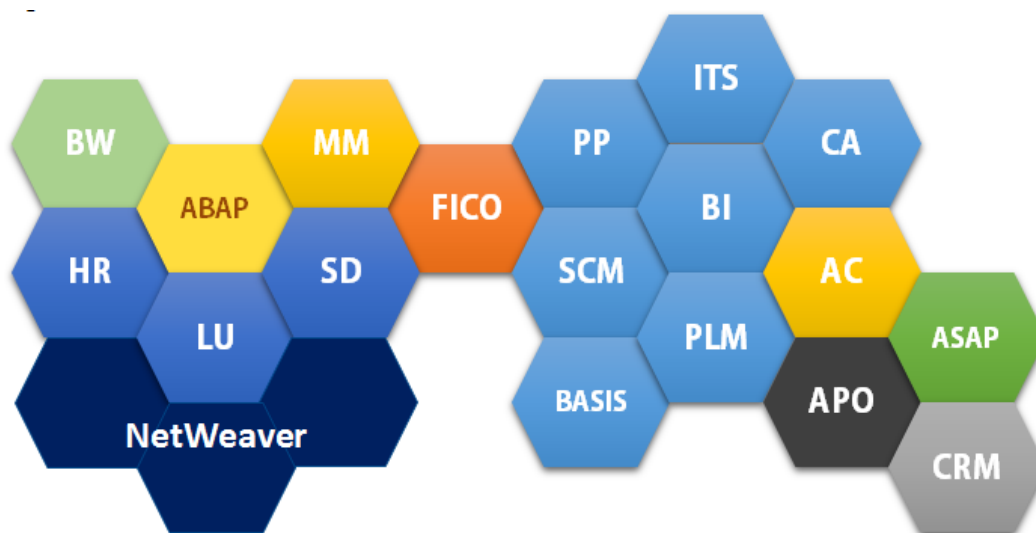 BW
ABAP
MM
HR
SD
LU
NetWeaver
FICO
PP
ITS
CA
BI
SCM
AC
PLM
ASAP
BASIS
APO
CRM